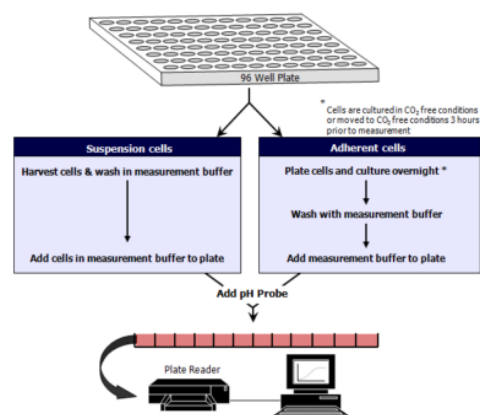 96 Well Plate
* Cells are cultured in CO₂ free conditions
or moved to CO₂ free conditions 3 hours
prior to measurement
Suspension cells
Harvest cells & wash in measurement buffer
Add cells in measurement buffer to plate
Adherent cells
Plate cells and culture overnight *
Wash with measurement buffer
Add measurement buffer to plate
Add pH Probe
Plate Reader